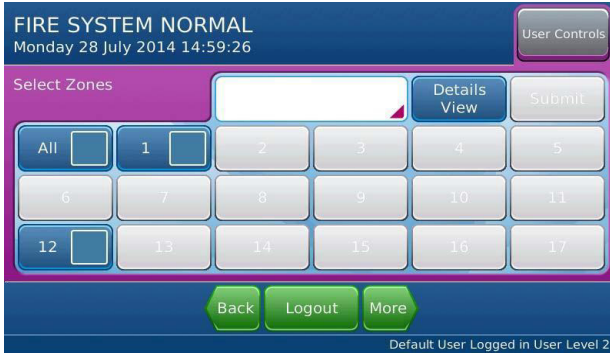 FIRE SYSTEM NORMAL
Monday 28 July 2014 14:59:26
User Controls
Select Zones
Details
View
Submit
All 1 2 3 4 5
6 7 8 9 10 11
12 13 14 15 16 17
Back Logout More
Default User Logged in User Level 2